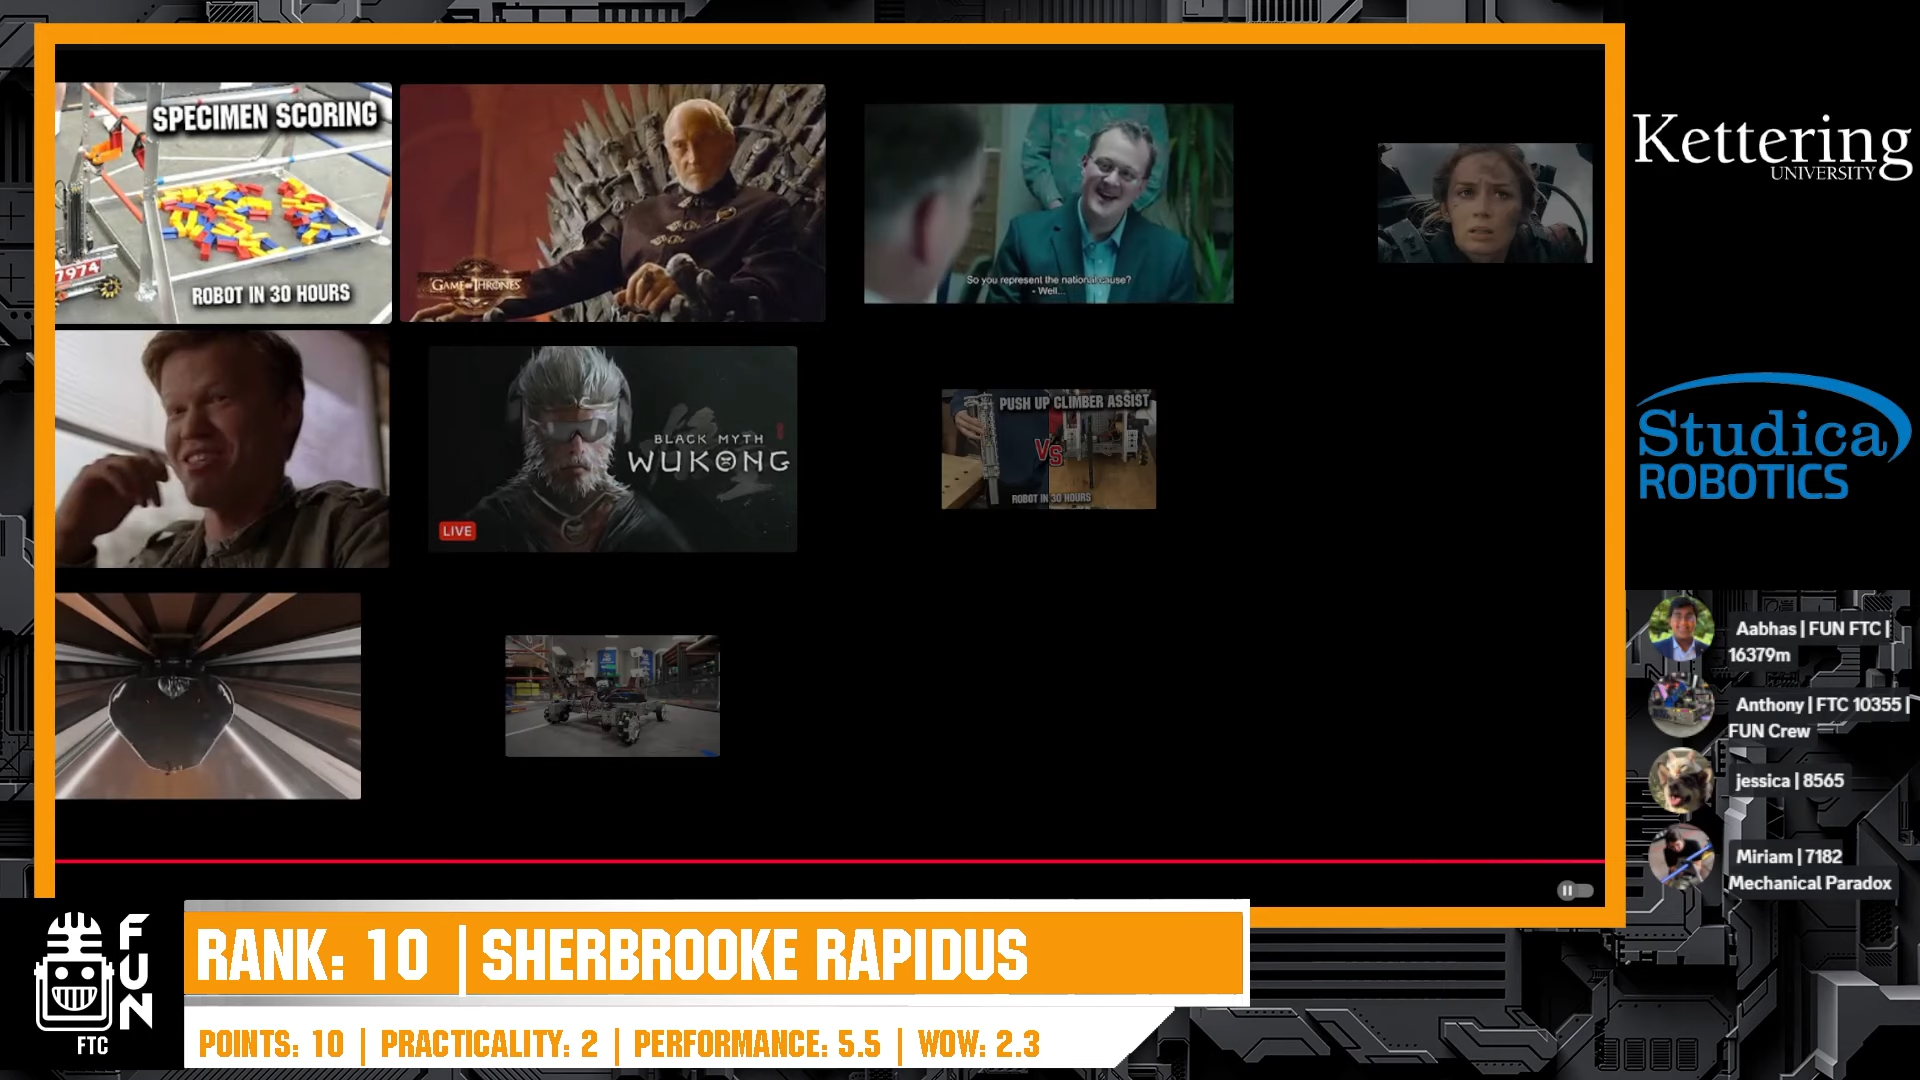 SPECIMEN SCORING
7974
ROBOT IN 30 HOURS
GAME OF THRONES
So you represent the national cause?
- Well...
BLACK MYTH
WUKONG
LIVE
PUSH UP CLIMBER ASSIST
VS
ROBOT IN 30 HOURS
Kettering
UNIVERSITY
Studica
ROBOTICS
Aabhas | FUN FTC |
16379m
Anthony | FTC 10355 |
FUN Crew
jessica | 8565
Miriam | 7182
Mechanical Paradox
FUN
FTC
RANK: 10 | SHERBROOKE RAPIDUS
POINTS: 10 | PRACTICALITY: 2 | PERFORMANCE: 5.5 | WOW: 2.3